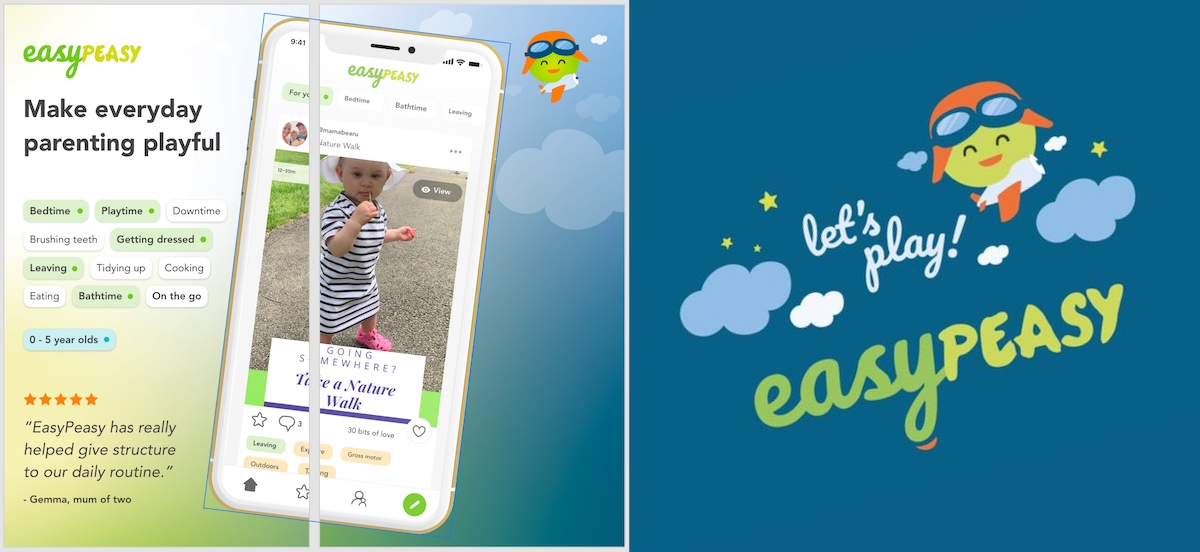 easyPEASY
Make everyday
parenting playful
Bedtime
Playtime
Downtime
Brushing teeth
Getting dressed
Leaving
Tidying up
Cooking
Eating
Bathtime
On the go
0 - 5 year olds
“EasyPeasy has really
helped give structure
to our daily routine.”
- Gemma, mum of two
9:41
easyPEASY
For yo
Bedtime
Bathtime
Leaving
@mamabearu
Nature Walk
12-30m
View
GOING
SOMEWHERE?
Take a Nature
Walk
3
30 bits of love
Leaving
Gross motor
Outdoors
let's
play!
easyPEASY